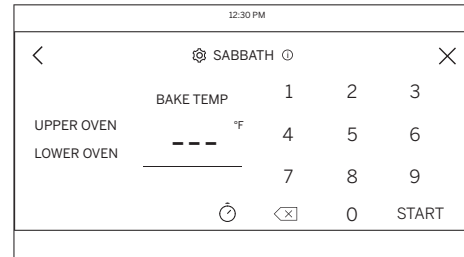 12:30 PM
SABBATH
BAKE TEMP
UPPER OVEN
LOWER OVEN
--- °F
1 2 3
4 5 6
7 8 9
0 START